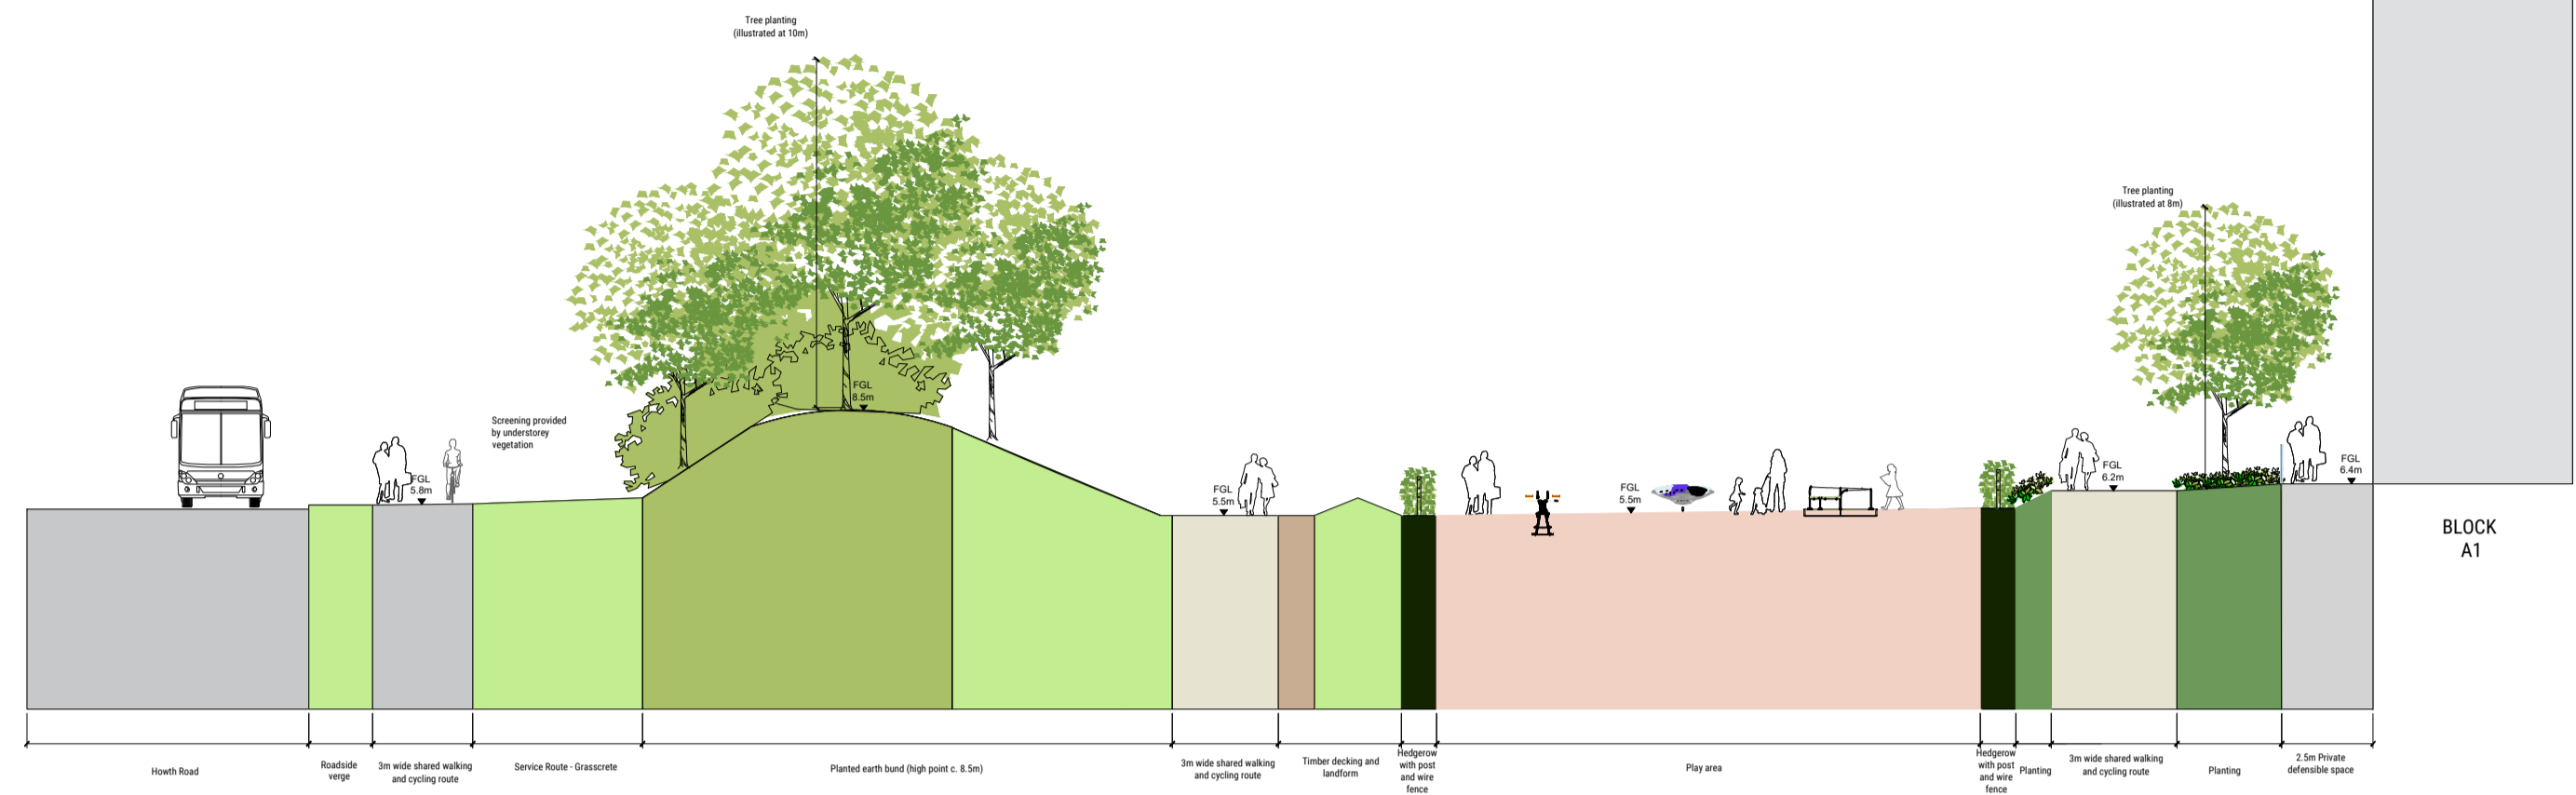 Tree planting
(illustrated at 10m)
Tree planting
(illustrated at 8m)
Screening provided
by understorey
vegetation
FGL
8.5m
FGL
5.8m
FGL
5.5m
FGL
5.5m
FGL
6.2m
FGL
6.4m
BLOCK
A1
Howth Road
Roadside
verge
3m wide shared walking
and cycling route
Service Route - Grasscrete
Planted earth bund (high point c. 8.5m)
3m wide shared walking
and cycling route
Timber decking and
landform
Hedgerow
with post
and wire
fence
Play area
Hedgerow
with post
and wire
fence
Planting
3m wide shared walking
and cycling route
Planting
2.5m Private
defensible space